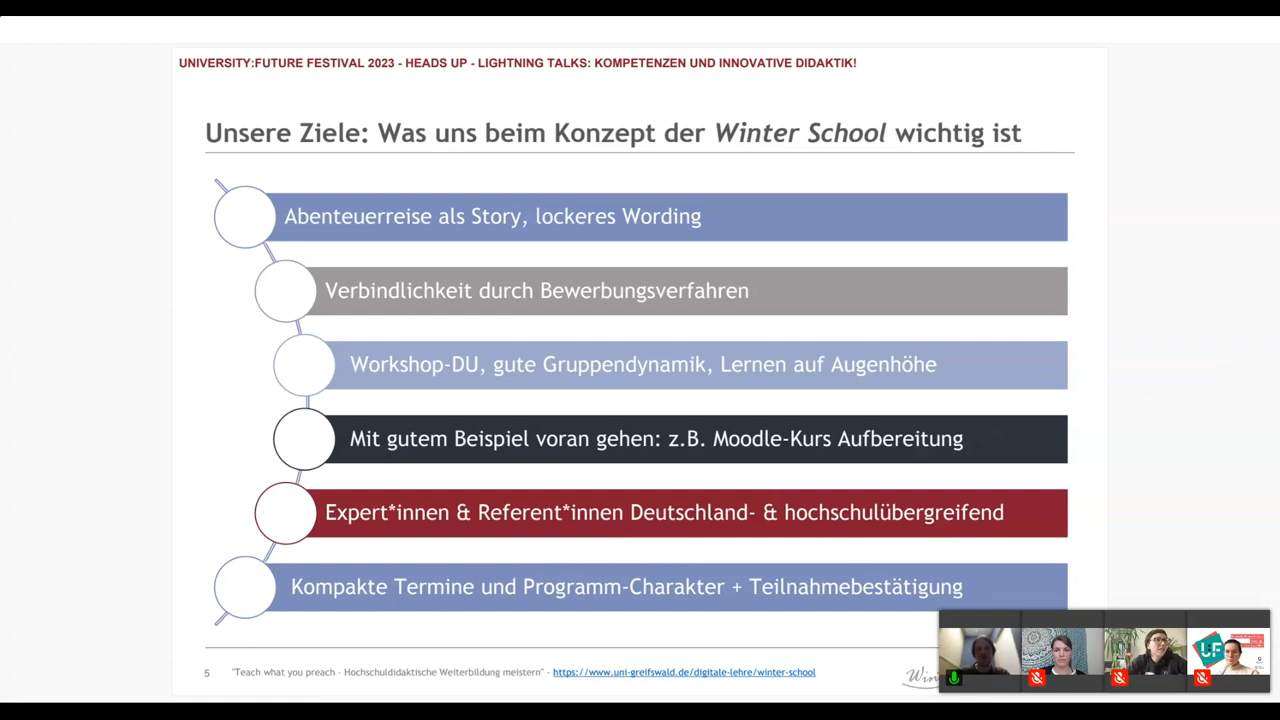 UNIVERSITY:FUTURE FESTIVAL 2023 - HEADS UP - LIGHTNING TALKS: KOMPETENZEN UND INNOVATIVE DIDAKTIK!
Unsere Ziele: Was uns beim Konzept der Winter School wichtig ist
Abenteuerreise als Story, lockeres Wording
Verbindlichkeit durch Bewerbungsverfahren
Workshop-DU, gute Gruppendynamik, Lernen auf Augenhöhe
Mit gutem Beispiel voran gehen: z.B. Moodle-Kurs Aufbereitung
Expert*innen & Referent*innen Deutschland- & hochschulübergreifend
Kompakte Termine und Programm-Charakter + Teilnahmebestätigung
5 "Teach what you preach - Hochschuldidaktische Weiterbildung meistern" - https://www.uni-greifswald.de/digitale-lehre/winter-school
U:F